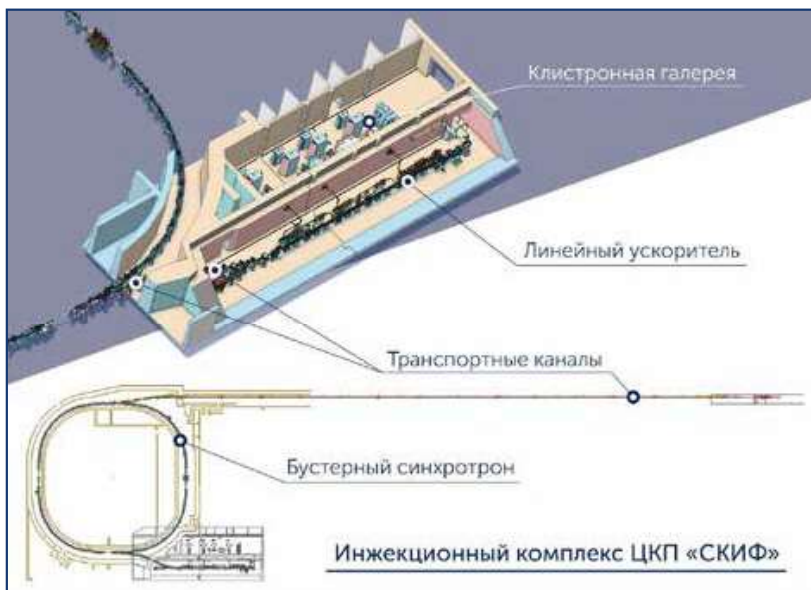 Клистронная галерея
Линейный ускоритель
Транспортные каналы
Бустерный синхротрон
Инжекционный комплекс ЦКП «СКИФ»